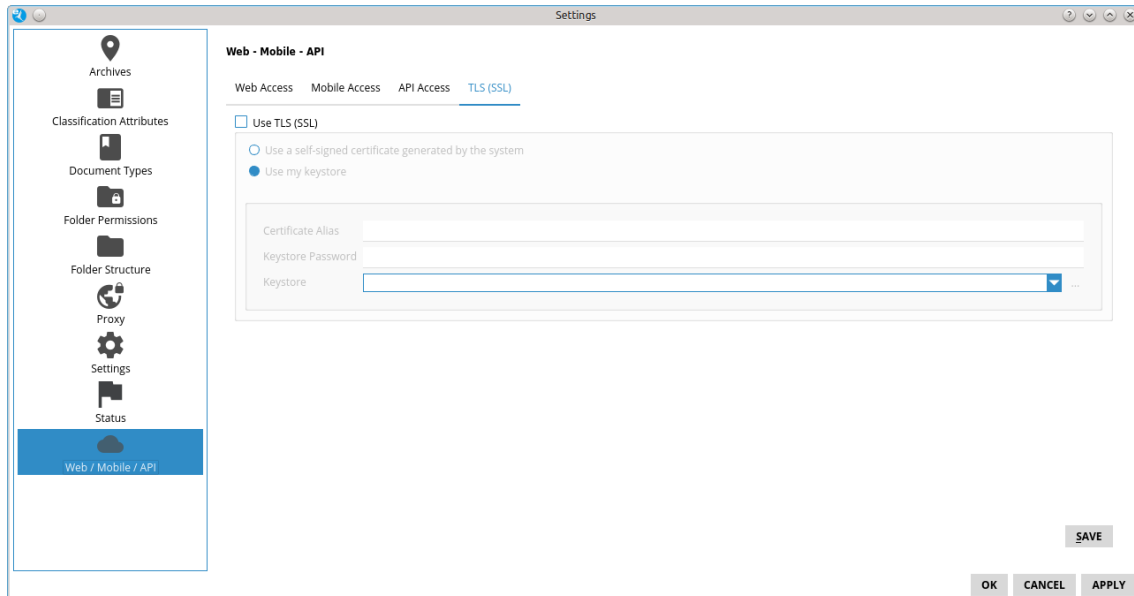 Settings
Archives
Classification Attributes
Document Types
Folder Permissions
Folder Structure
Proxy
Settings
Status
Web / Mobile / API
Web - Mobile - API
Web Access Mobile Access API Access TLS (SSL)
Use TLS (SSL)
Use a self-signed certificate generated by the system
Use my keystore
Certificate Alias
Keystore Password
Keystore
...
SAVE
OK CANCEL APPLY